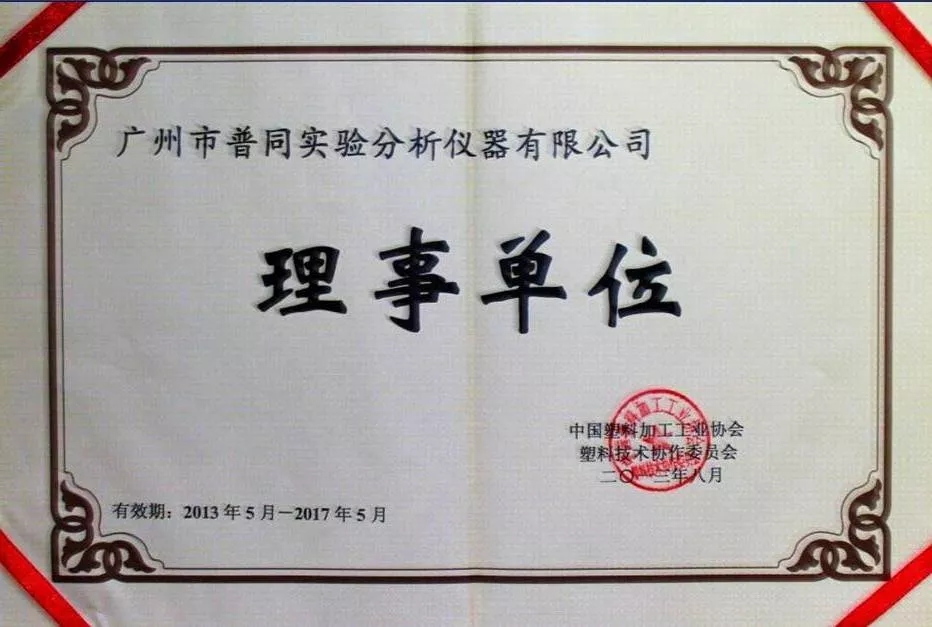 广州市普同实验分析仪器有限公司
理事单位
中国塑料加工工业协会
塑料技术协作委员会
二〇一三年八月
有效期：2013年5月－2017年5月